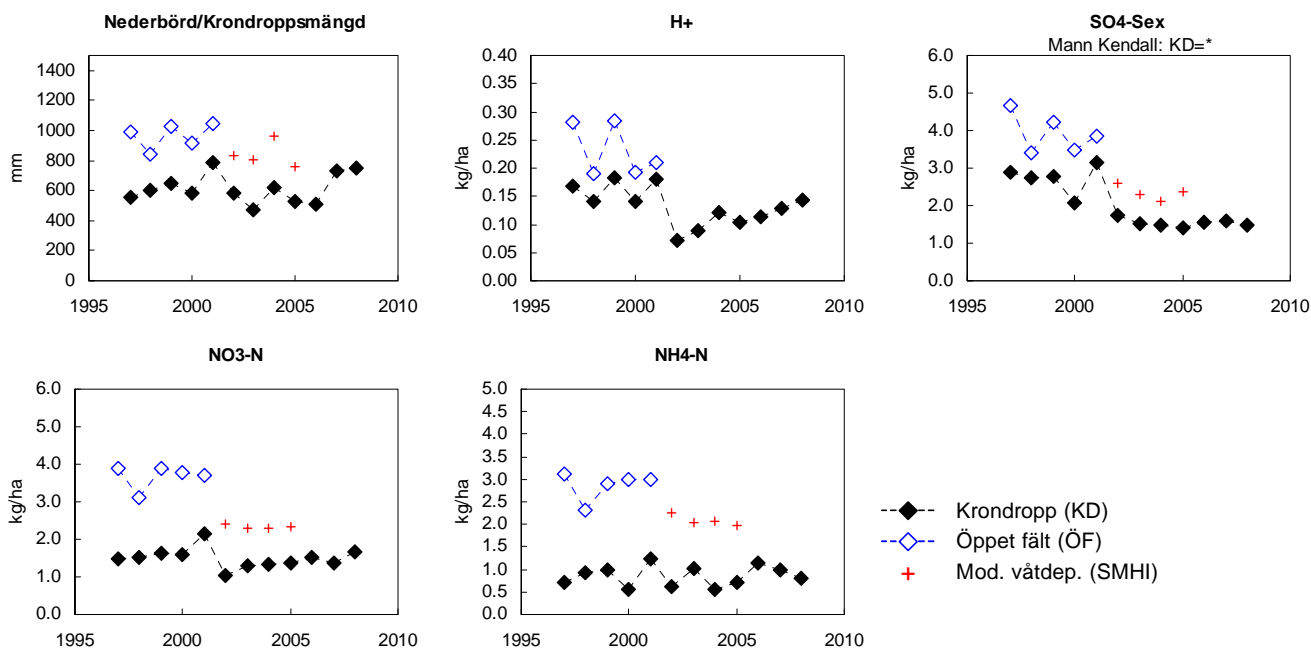 Nederbörd/Krondroppsmängd
1400
1200
1000
800
600
400
200
0
mm
1995 2000 2005 2010
H+
0.40
0.35
0.30
0.25
0.20
0.15
0.10
0.05
0.00
kg/ha
1995 2000 2005 2010
SO4-Sex
Mann Kendall: KD=*
6.0
5.0
4.0
3.0
2.0
1.0
0.0
kg/ha
1995 2000 2005 2010
NO3-N
6.0
5.0
4.0
3.0
2.0
1.0
0.0
kg/ha
1995 2000 2005 2010
NH4-N
5.0
4.5
4.0
3.5
3.0
2.5
2.0
1.5
1.0
0.5
0.0
kg/ha
1995 2000 2005 2010
Krondropp (KD)
Öppet fält (ÖF)
Mod. våtdep. (SMHI)